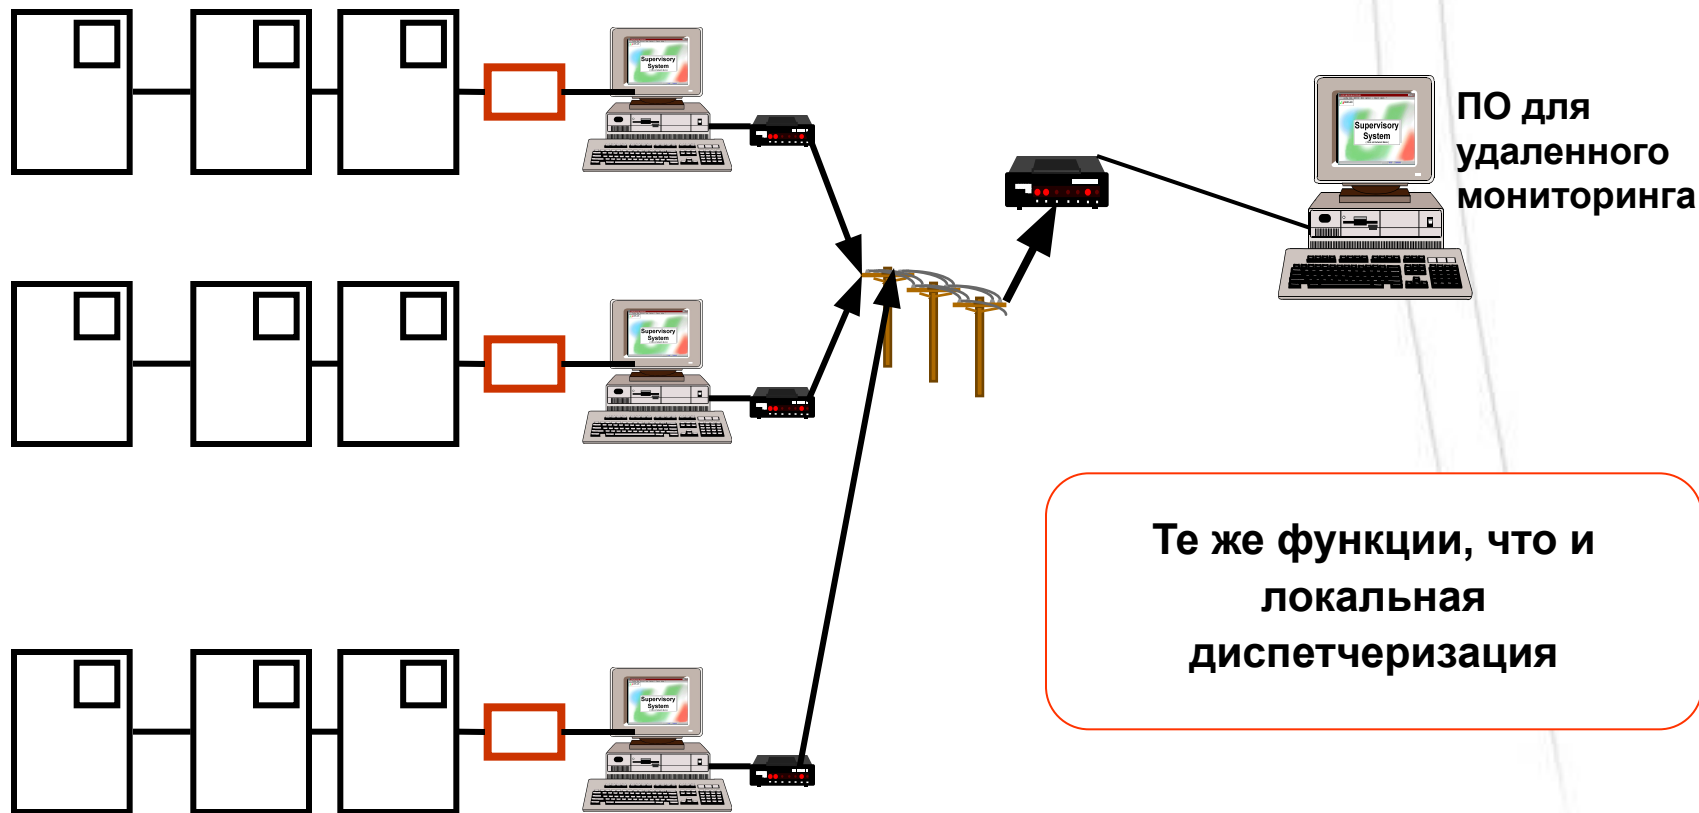 Supervisory
System
Supervisory
System
ПО для
удаленного
мониторинга
Supervisory
System
Supervisory
System
Те же функции, что и
локальная
диспетчеризация